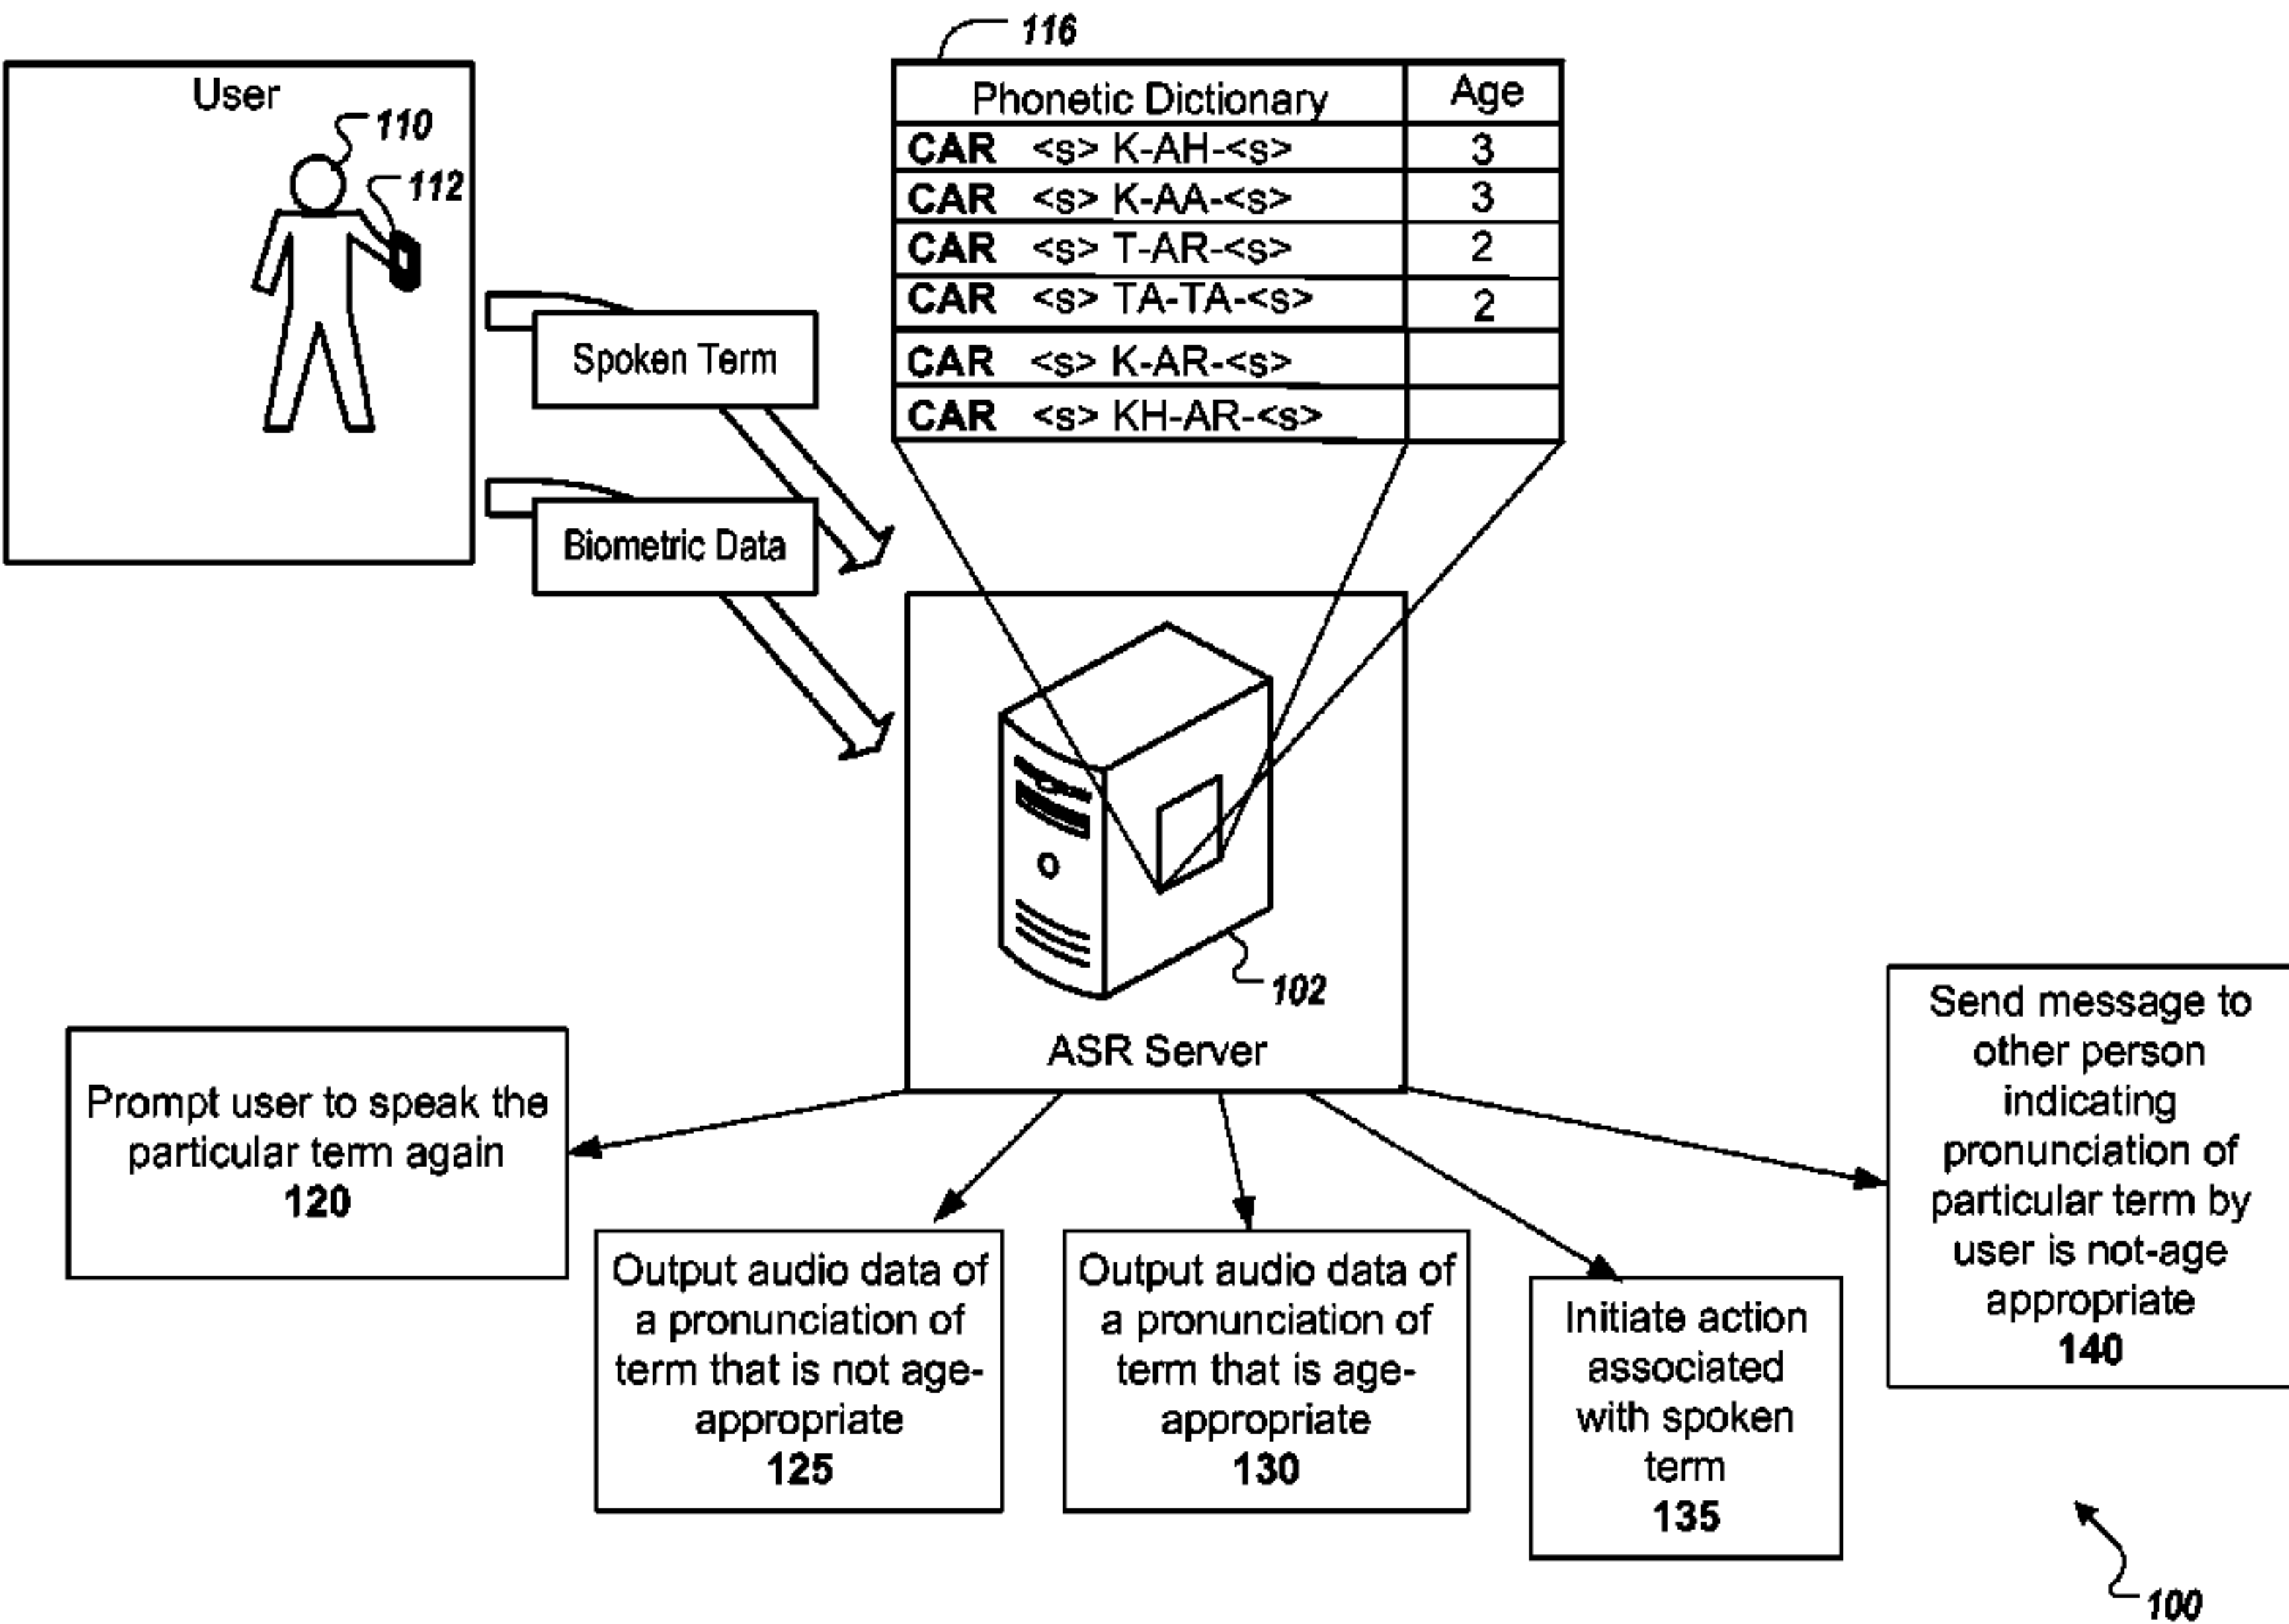 116
User
110
112
Phonetic Dictionary Age
CAR <s> K-AH-<s> 3
CAR <s> K-AA-<s> 3
CAR <s> T-AR-<s> 2
CAR <s> TA-TA-<s> 2
CAR <s> K-AR-<s>
CAR <s> KH-AR-<s>
Spoken Term
Biometric Data
102
ASR Server
Prompt user to speak the
particular term again
120
Output audio data of
a pronunciation of
term that is not age-
appropriate
125
Output audio data of
a pronunciation of
term that is age-
appropriate
130
Initiate action
associated
with spoken
term
135
Send message to
other person
indicating
pronunciation of
particular term by
user is not-age
appropriate
140
100